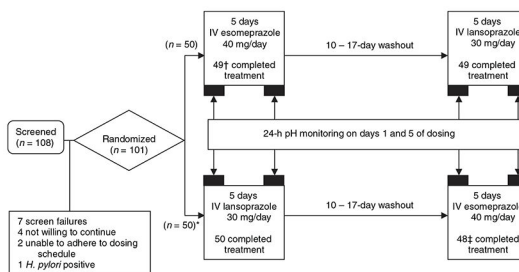 5 days
IV esomeprazole
40 mg/day
49† completed
treatment
(n = 50)
10 – 17-day washout
5 days
IV lansoprazole
30 mg/day
49 completed
treatment
Screened
(n = 108)
Randomized
(n = 101)
24-h pH monitoring on days 1 and 5 of dosing
7 screen failures
4 not willing to continue
2 unable to adhere to dosing
schedule
1 H. pylori positive
(n = 50)*
5 days
IV lansoprazole
30 mg/day
50 completed
treatment
10 – 17-day washout
5 days
IV esomeprazole
40 mg/day
48‡ completed
treatment